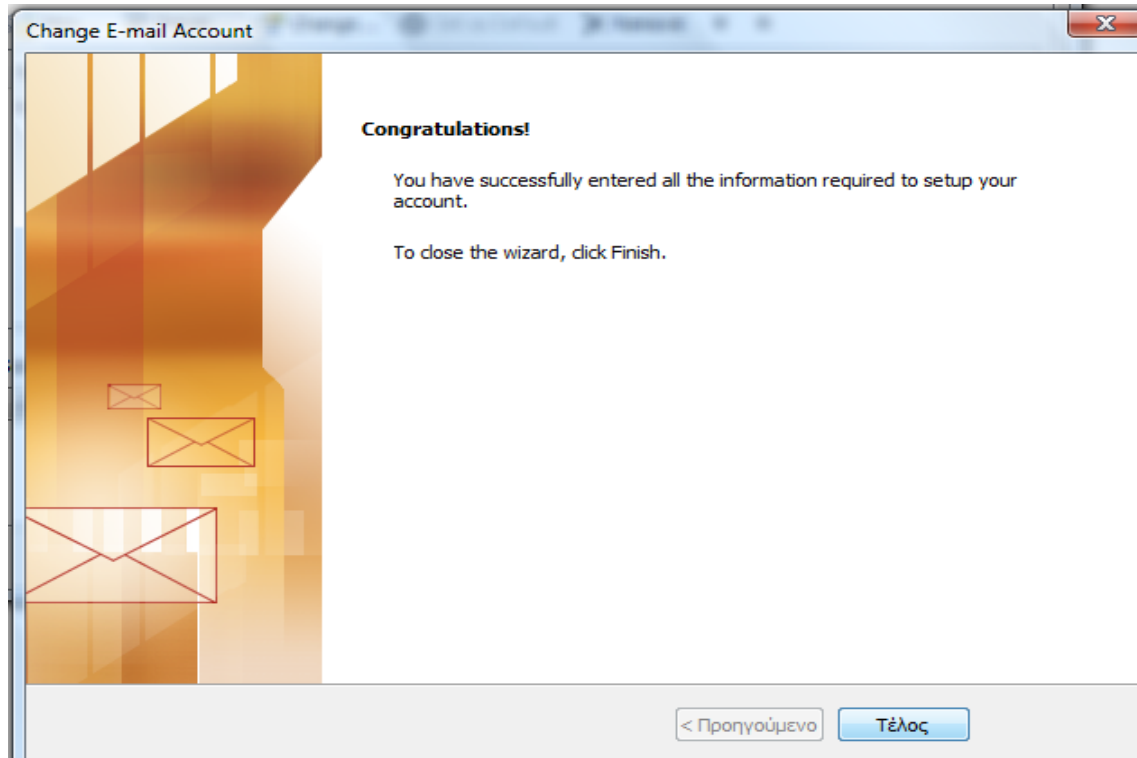 Change E-mail Account
Congratulations!
You have successfully entered all the information required to setup your
account.
To close the wizard, click Finish.
< Προηγούμενο
Τέλος